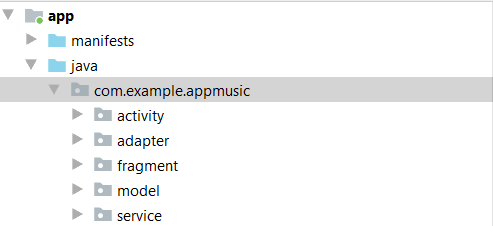 app
manifests
java
com.example.appmusic
activity
adapter
fragment
model
service